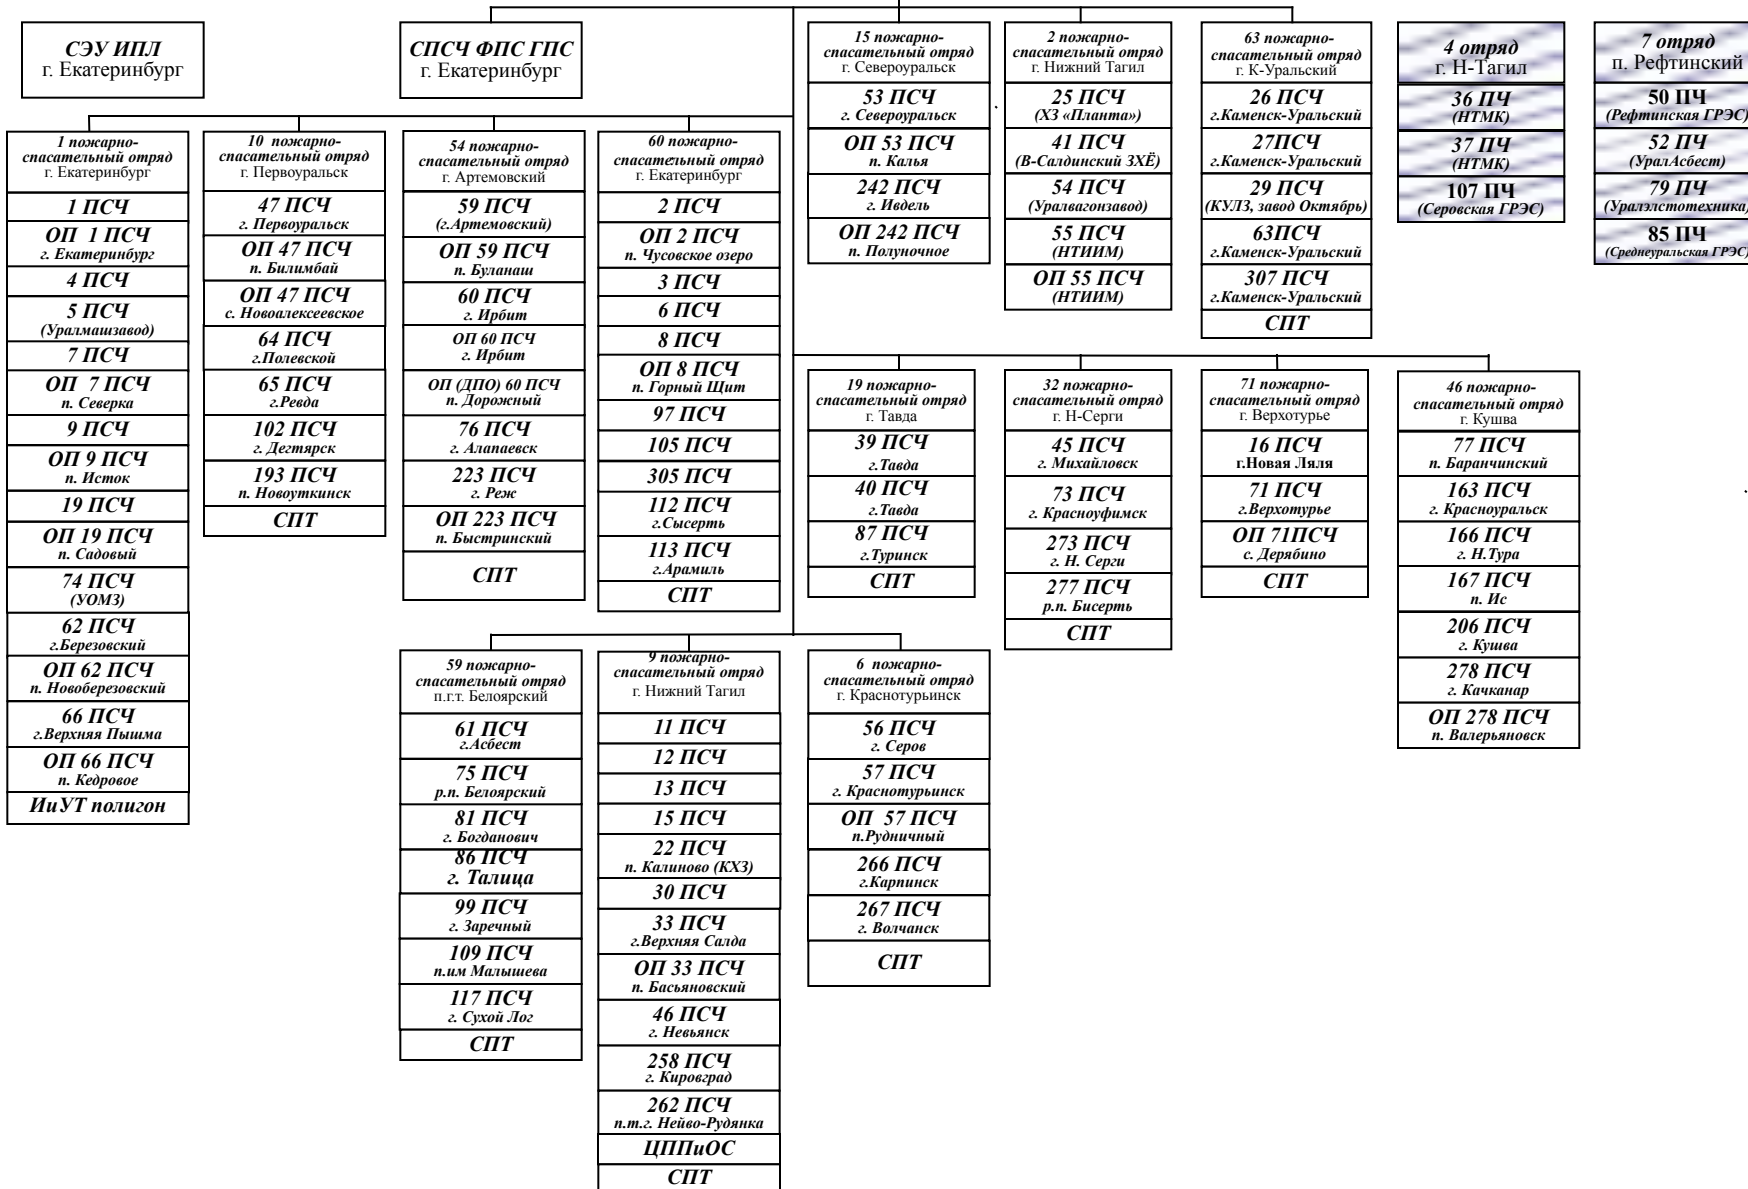 СЭУ ИПЛ
г. Екатеринбург
СПСЧ ФПС ГПС
г. Екатеринбург
15 пожарно-
спасательный отряд
г. Североуральск
53 ПСЧ
г. Североуральск
ОП 53 ПСЧ
п. Калья
242 ПСЧ
г. Ивдель
ОП 242 ПСЧ
п. Полуночное
2 пожарно-
спасательный отряд
г. Нижний Тагил
25 ПСЧ
(ХЗ «Планта»)
41 ПСЧ
(В-Салдинский ЗХЁ)
54 ПСЧ
(Уралвагонзавод)
55 ПСЧ
(НТИИМ)
ОП 55 ПСЧ
(НТИИМ)
63 пожарно-
спасательный отряд
г. К-Уральский
26 ПСЧ
г.Каменск-Уральский
27ПСЧ
г.Каменск-Уральский
29 ПСЧ
(КУЛЗ, завод Октябрь)
63ПСЧ
г.Каменск-Уральский
307 ПСЧ
г.Каменск-Уральский
СПТ
4 отряд
г. Н-Тагил
36 ПЧ
(НТМК)
37 ПЧ
(НТМК)
107 ПЧ
(Серовская ГРЭС)
7 отряд
п. Рефтинский
50 ПЧ
(Рефтинская ГРЭС)
52 ПЧ
(УралАсбест)
79 ПЧ
(Уралэлстотехника)
85 ПЧ
(Среднеуральская ГРЭС)
1 пожарно-
спасательный отряд
г. Екатеринбург
1 ПСЧ
ОП 1 ПСЧ
г. Екатеринбург
4 ПСЧ
5 ПСЧ
(Уралмашзавод)
7 ПСЧ
ОП 7 ПСЧ
п. Северка
9 ПСЧ
ОП 9 ПСЧ
п. Исток
19 ПСЧ
ОП 19 ПСЧ
п. Садовый
74 ПСЧ
(УОМЗ)
62 ПСЧ
г.Березовский
ОП 62 ПСЧ
п. Новоберезовский
66 ПСЧ
г.Верхняя Пышма
ОП 66 ПСЧ
п. Кедровое
ИиУТ полигон
10 пожарно-
спасательный отряд
г. Первоуральск
47 ПСЧ
г. Первоуральск
ОП 47 ПСЧ
п. Билимбай
ОП 47 ПСЧ
с. Новоалексеевское
64 ПСЧ
г.Полевской
65 ПСЧ
г.Ревда
102 ПСЧ
г. Дегтярск
193 ПСЧ
п. Новоуткинск
СПТ
54 пожарно-
спасательный отряд
г. Артемовский
59 ПСЧ
(г.Артемовский)
ОП 59 ПСЧ
п. Буланаш
60 ПСЧ
г. Ирбит
ОП 60 ПСЧ
г. Ирбит
ОП (ДПО) 60 ПСЧ
п. Дорожный
76 ПСЧ
г. Алапаевск
223 ПСЧ
г. Реж
ОП 223 ПСЧ
п. Быстринский
СПТ
60 пожарно-
спасательный отряд
г. Екатеринбург
2 ПСЧ
ОП 2 ПСЧ
п. Чусовское озеро
3 ПСЧ
6 ПСЧ
8 ПСЧ
ОП 8 ПСЧ
п. Горный Щит
97 ПСЧ
105 ПСЧ
305 ПСЧ
112 ПСЧ
г.Сысерть
113 ПСЧ
г.Арамиль
СПТ
19 пожарно-
спасательный отряд
г. Тавда
39 ПСЧ
г.Тавда
40 ПСЧ
г.Тавда
87 ПСЧ
г.Туринск
СПТ
32 пожарно-
спасательный отряд
г. Н-Серги
45 ПСЧ
г. Михайловск
73 ПСЧ
г. Красноуфимск
273 ПСЧ
г. Н. Серги
277 ПСЧ
р.п. Бисерть
СПТ
71 пожарно-
спасательный отряд
г. Верхотурье
16 ПСЧ
г.Новая Ляля
71 ПСЧ
г.Верхотурье
ОП 71ПСЧ
с. Дерябино
СПТ
46 пожарно-
спасательный отряд
г. Кушва
77 ПСЧ
п. Баранчинский
163 ПСЧ
г. Красноуральск
166 ПСЧ
г. Н.Тура
167 ПСЧ
п. Ис
206 ПСЧ
г. Кушва
278 ПСЧ
г. Качканар
ОП 278 ПСЧ
п. Валерьяновск
59 пожарно-
спасательный отряд
п.г.т. Белоярский
61 ПСЧ
г.Асбест
75 ПСЧ
р.п. Белоярский
81 ПСЧ
г. Богданович
86 ПСЧ
г. Талица
99 ПСЧ
г. Заречный
109 ПСЧ
п.им Малышева
117 ПСЧ
г. Сухой Лог
СПТ
9 пожарно-
спасательный отряд
г. Нижний Тагил
11 ПСЧ
12 ПСЧ
13 ПСЧ
15 ПСЧ
22 ПСЧ
п. Калиново (КХЗ)
30 ПСЧ
33 ПСЧ
г.Верхняя Салда
ОП 33 ПСЧ
п. Басьяновский
46 ПСЧ
г. Невьянск
258 ПСЧ
г. Кировград
262 ПСЧ
п.т.г. Нейво-Рудянка
ЦППиОС
СПТ
6 пожарно-
спасательный отряд
г. Краснотурьинск
56 ПСЧ
г. Серов
57 ПСЧ
г. Краснотурьинск
ОП 57 ПСЧ
п.Рудничный
266 ПСЧ
г.Карпинск
267 ПСЧ
г. Волчанск
СПТ